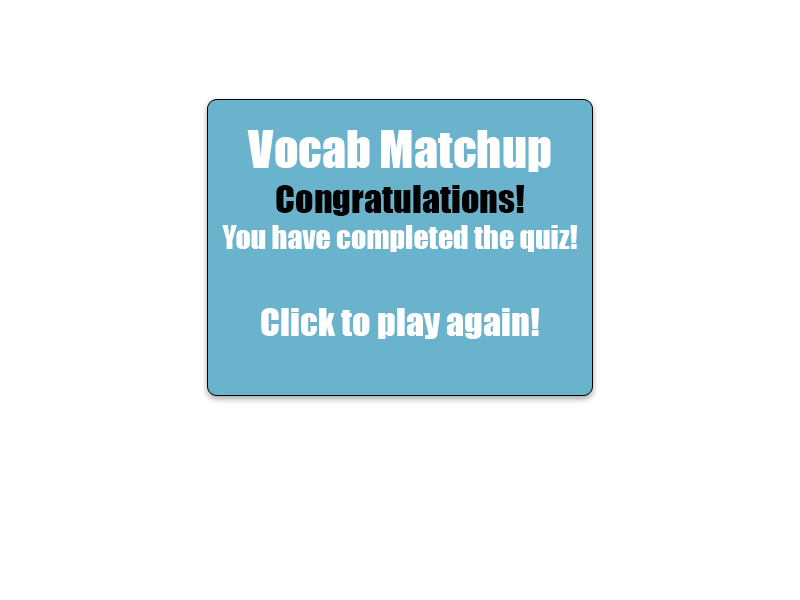 Vocab Matchup
Congratulations!
You have completed the quiz!
Click to play again!